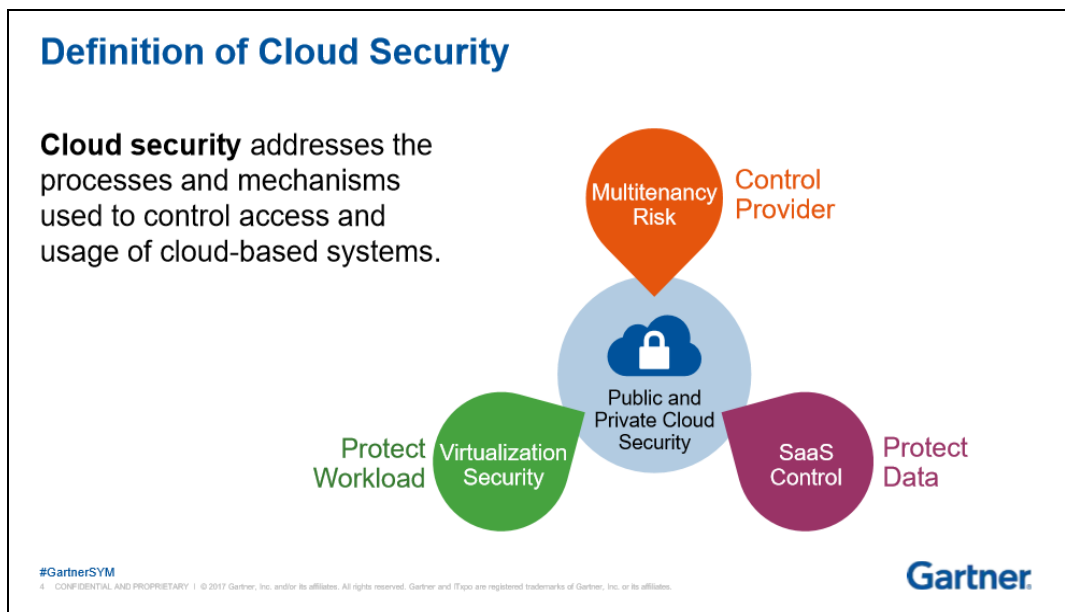 Definition of Cloud Security
Cloud security addresses the
processes and mechanisms
used to control access and
usage of cloud-based systems.
Multitenancy
Risk
Control
Provider
Public and
Private Cloud
Security
Protect
Workload
Virtualization
Security
SaaS
Control
Protect
Data
#GartnerSYM
4 CONFIDENTIAL AND PROPRIETARY | © 2017 Gartner, Inc. and/or its affiliates. All rights reserved. Gartner and ITxpo are registered trademarks of Gartner, Inc. or its affiliates.
Gartner